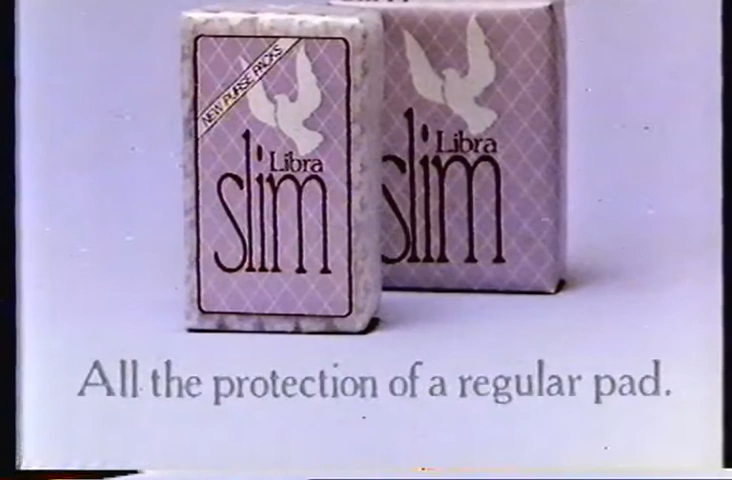 NEW PURSE PACKS
Libra
slim
Libra
slim
All the protection of a regular pad.